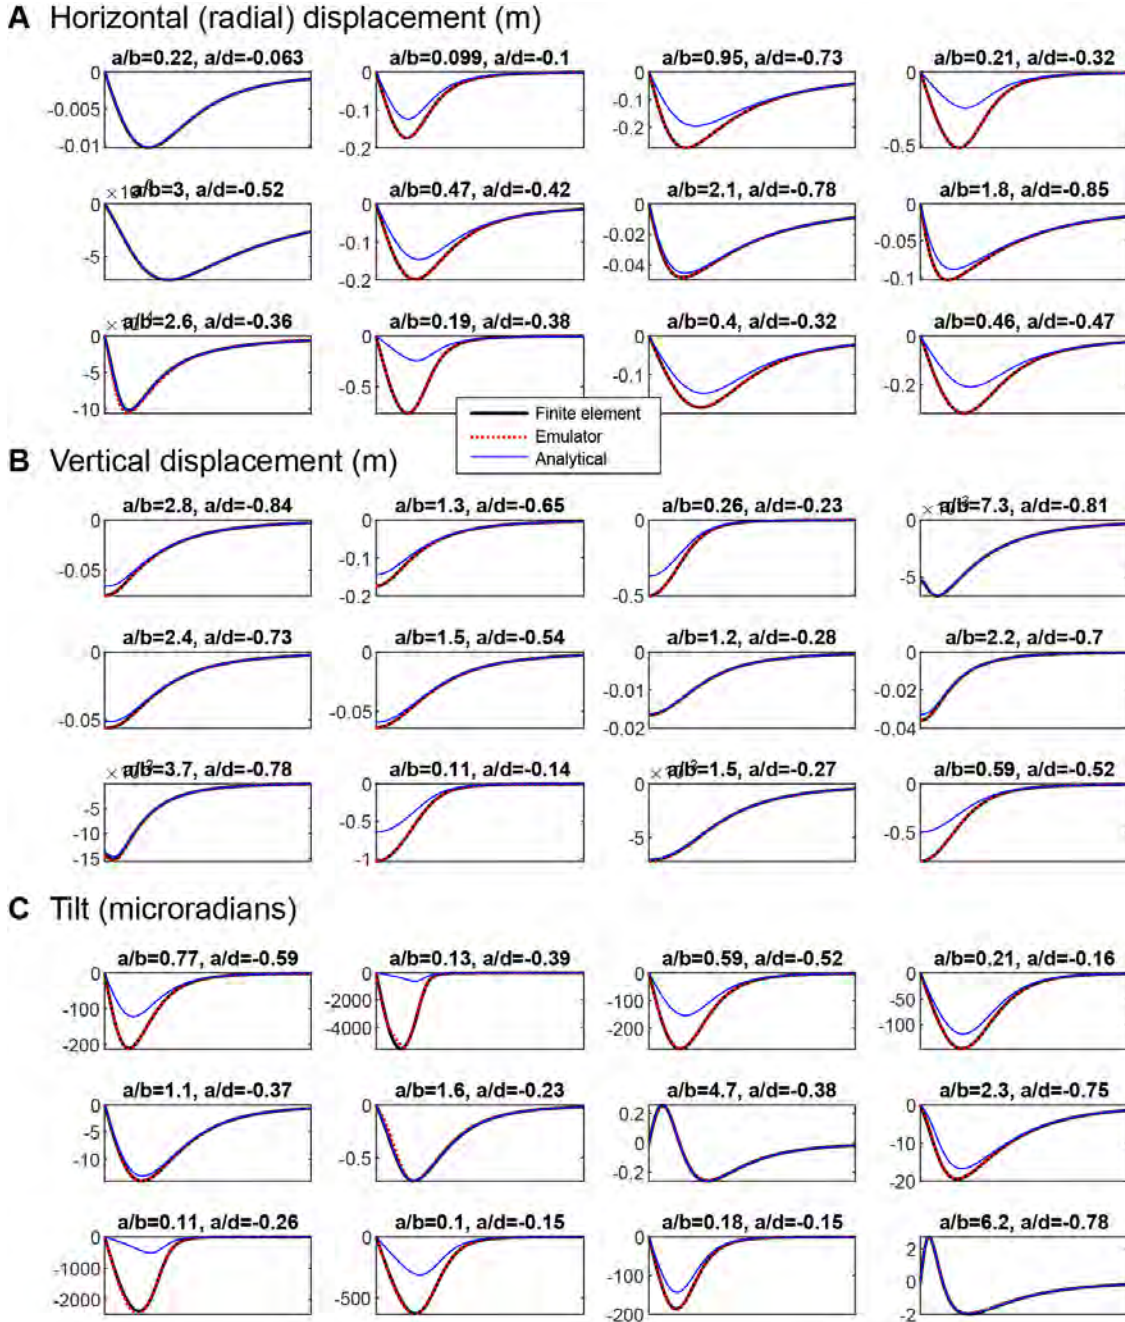 A Horizontal (radial) displacement (m)
a/b=0.22, a/d=-0.063
a/b=0.099, a/d=-0.1
a/b=0.95, a/d=-0.73
a/b=0.21, a/d=-0.32
0
-0.005
-0.01
0
-0.1
-0.2
0
-0.1
-0.2
0
-0.5
a/b=3, a/d=-0.52
a/b=0.47, a/d=-0.42
a/b=2.1, a/d=-0.78
a/b=1.8, a/d=-0.85
0
-5
0
-0.1
-0.2
0
-0.02
-0.04
0
-0.05
-0.1
a/b=2.6, a/d=-0.36
a/b=0.19, a/d=-0.38
a/b=0.4, a/d=-0.32
a/b=0.46, a/d=-0.47
0
-5
-10
0
-0.5
0
-0.1
0
-0.2
Finite element
Emulator
Analytical
B Vertical displacement (m)
a/b=2.8, a/d=-0.84
a/b=1.3, a/d=-0.65
a/b=0.26, a/d=-0.23
a/b=7.3, a/d=-0.81
0
-0.05
0
-0.1
-0.2
0
-0.5
0
-5
a/b=2.4, a/d=-0.73
a/b=1.5, a/d=-0.54
a/b=1.2, a/d=-0.28
a/b=2.2, a/d=-0.7
0
-0.05
0
-0.05
0
-0.01
-0.02
0
-0.02
-0.04
a/b=3.7, a/d=-0.78
a/b=0.11, a/d=-0.14
a/b=1.5, a/d=-0.27
a/b=0.59, a/d=-0.52
0
-5
-10
-15
0
-0.5
-1
0
-5
0
-0.5
C Tilt (microradians)
a/b=0.77, a/d=-0.59
a/b=0.13, a/d=-0.39
a/b=0.59, a/d=-0.52
a/b=0.21, a/d=-0.16
0
-100
-200
0
-2000
-4000
0
-100
-200
0
-50
-100
a/b=1.1, a/d=-0.37
a/b=1.6, a/d=-0.23
a/b=4.7, a/d=-0.38
a/b=2.3, a/d=-0.75
0
-5
-10
0
-0.5
0.2
0
-0.2
0
-10
-20
a/b=0.11, a/d=-0.26
a/b=0.1, a/d=-0.15
a/b=0.18, a/d=-0.15
a/b=6.2, a/d=-0.78
0
-1000
-2000
0
-500
0
-100
-200
2
0
-2